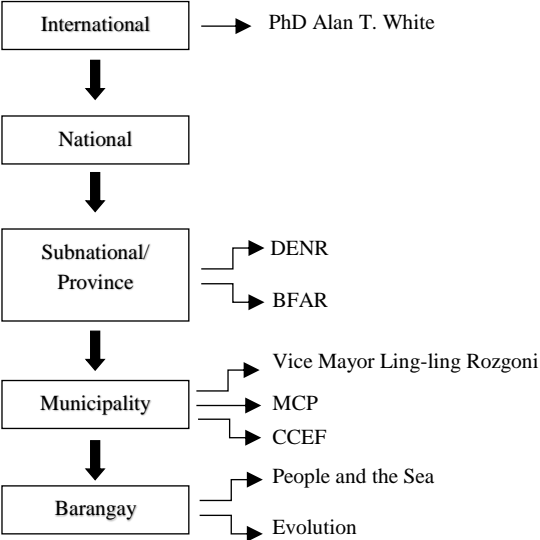 International
PhD Alan T. White
National
Subnational/
Province
DENR
BFAR
Municipality
Vice Mayor Ling-ling Rozgoni
MCP
CCEF
Barangay
People and the Sea
Evolution